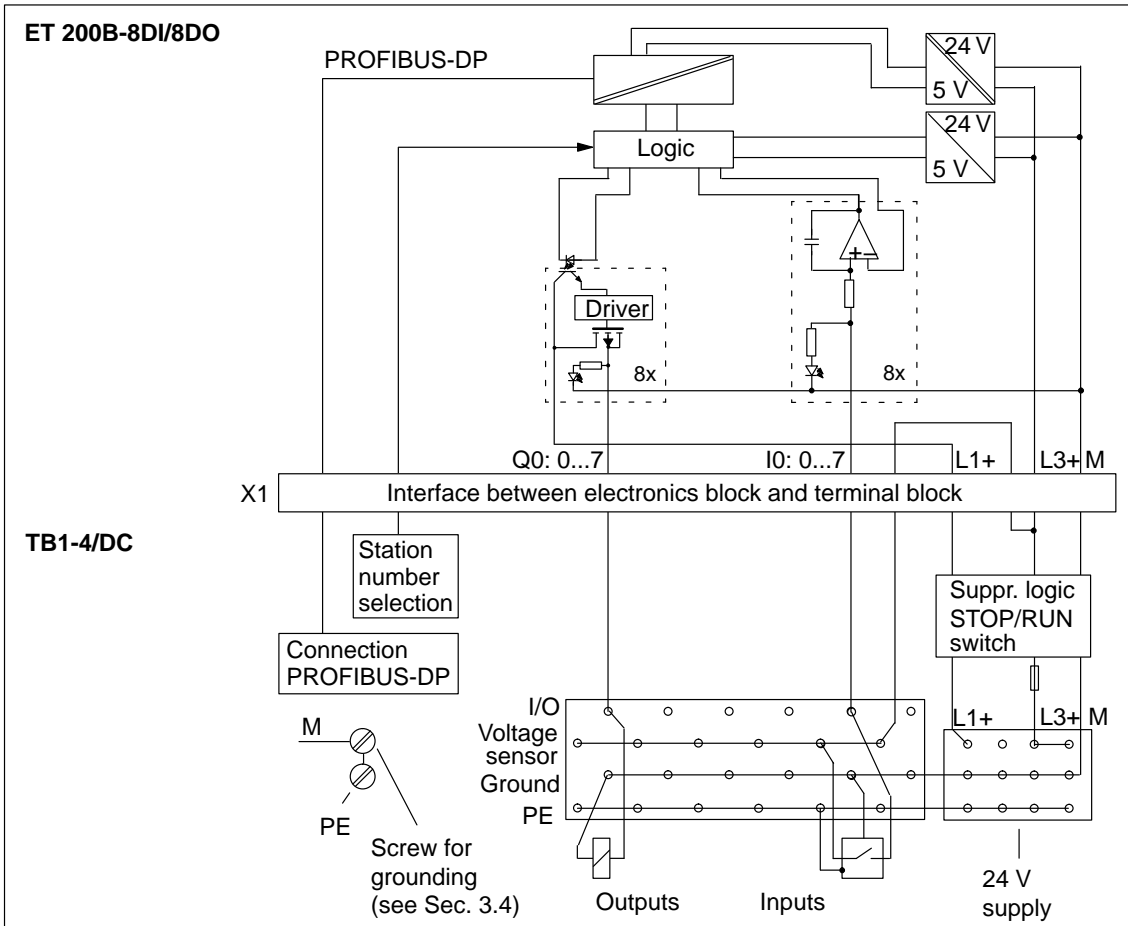 ET 200B-8DI/8DO
PROFIBUS-DP
24 V
5 V
Logic
24 V
5 V
+ −
Driver
8x
8x
Q0: 0...7
I0: 0...7
L1+
L3+ M
X1
Interface between electronics block and terminal block
TB1-4/DC
Station
number
selection
Suppr. logic
STOP/RUN
switch
Connection
PROFIBUS-DP
I/O
Voltage
sensor
Ground
PE
L1+
L3+ M
M
PE
Screw for
grounding
(see Sec. 3.4)
Outputs
Inputs
24 V
supply